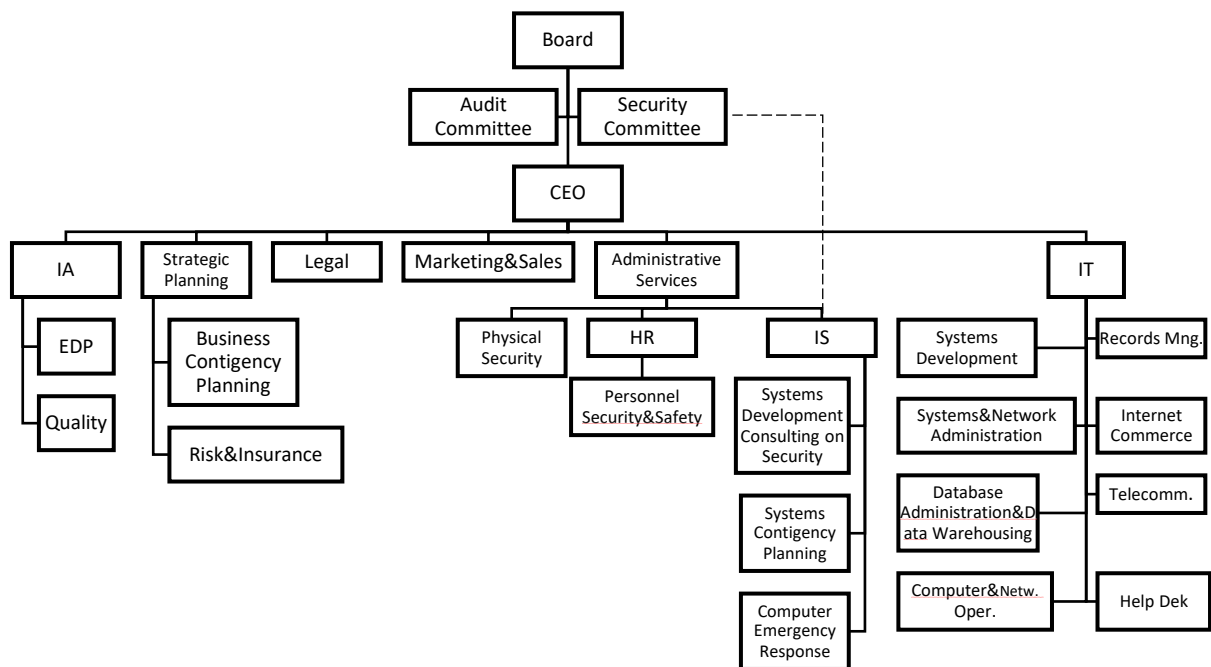 Board
Audit
Committee
Security
Committee
CEO
IA
Strategic
Planning
Legal
Marketing&Sales
Administrative
Services
IT
EDP
Quality
Business
Contigency
Planning
Risk&Insurance
Physical
Security
HR
Personnel
Security&Safety
IS
Systems
Development
Consulting on
Security
Systems
Contigency
Planning
Computer
Emergency
Response
Systems
Development
Records Mng.
Systems&Network
Administration
Internet
Commerce
Database
Administration&D
ata Warehousing
Telecomm.
Computer&Netw.
Oper.
Help Dek